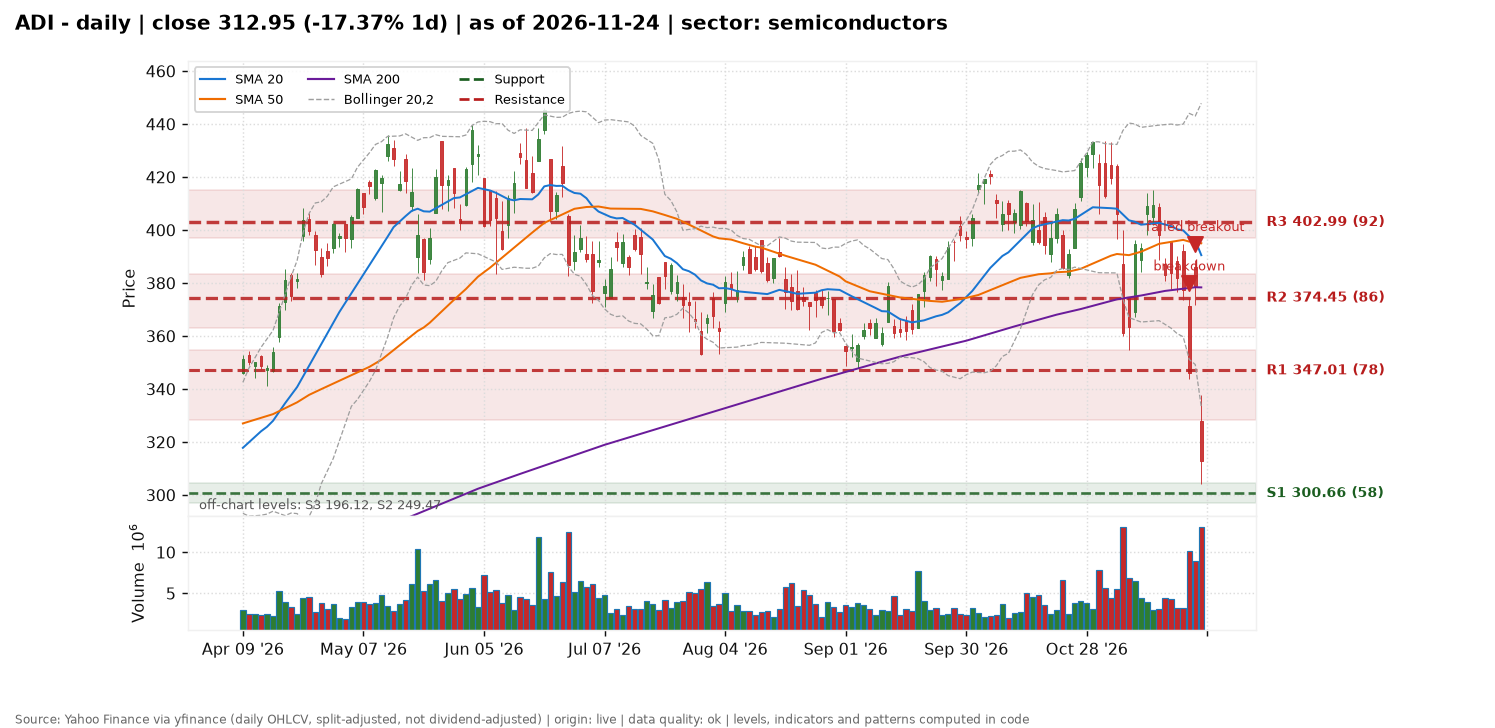 ADI - daily | close 312.95 (-17.37% 1d) | as of 2026-11-24 | sector: semiconductors
SMA 20
SMA 50
SMA 200
Bollinger 20,2
Support
Resistance
Price
460
440
420
400
380
360
340
320
300
failed breakout
breakdown
R3 402.99 (92)
R2 374.45 (86)
R1 347.01 (78)
S1 300.66 (58)
off-chart levels: S3 196.12, S2 249.47
Volume 10⁶
10
5
Apr 09 '26
May 07 '26
Jun 05 '26
Jul 07 '26
Aug 04 '26
Sep 01 '26
Sep 30 '26
Oct 28 '26
Source: Yahoo Finance via yfinance (daily OHLCV, split-adjusted, not dividend-adjusted) | origin: live | data quality: ok | levels, indicators and patterns computed in code